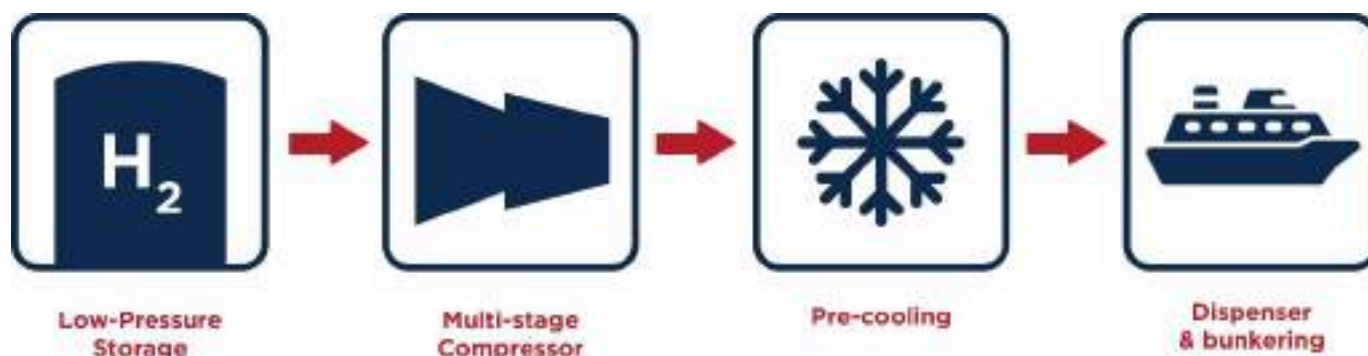 H2
Low-Pressure
Storage
Multi-stage
Compressor
Pre-cooling
Dispenser
& bunkering